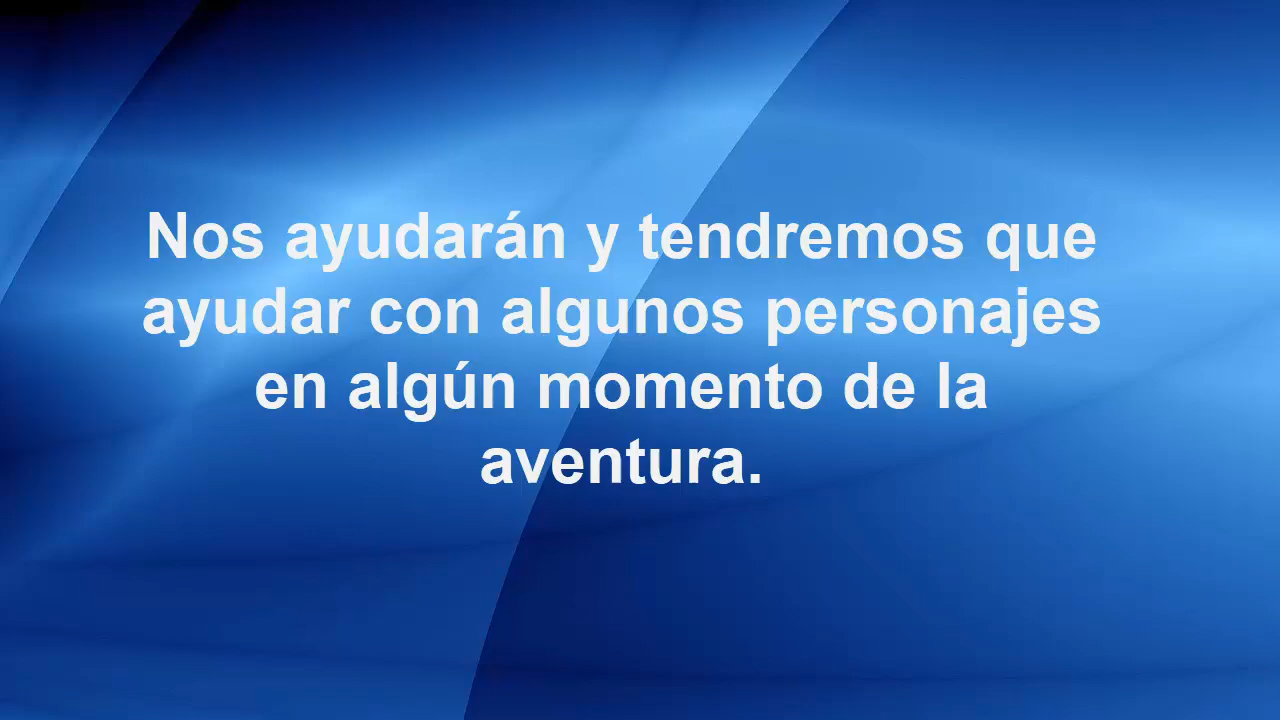 Nos ayudarán y tendremos que
ayudar con algunos personajes
en algún momento de la
aventura.